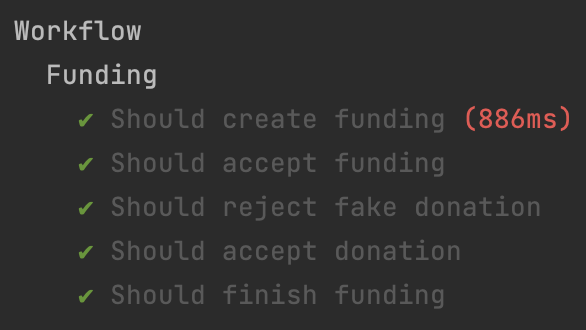 Workflow
Funding
✔ Should create funding (886ms)
✔ Should accept funding
✔ Should reject fake donation
✔ Should accept donation
✔ Should finish funding